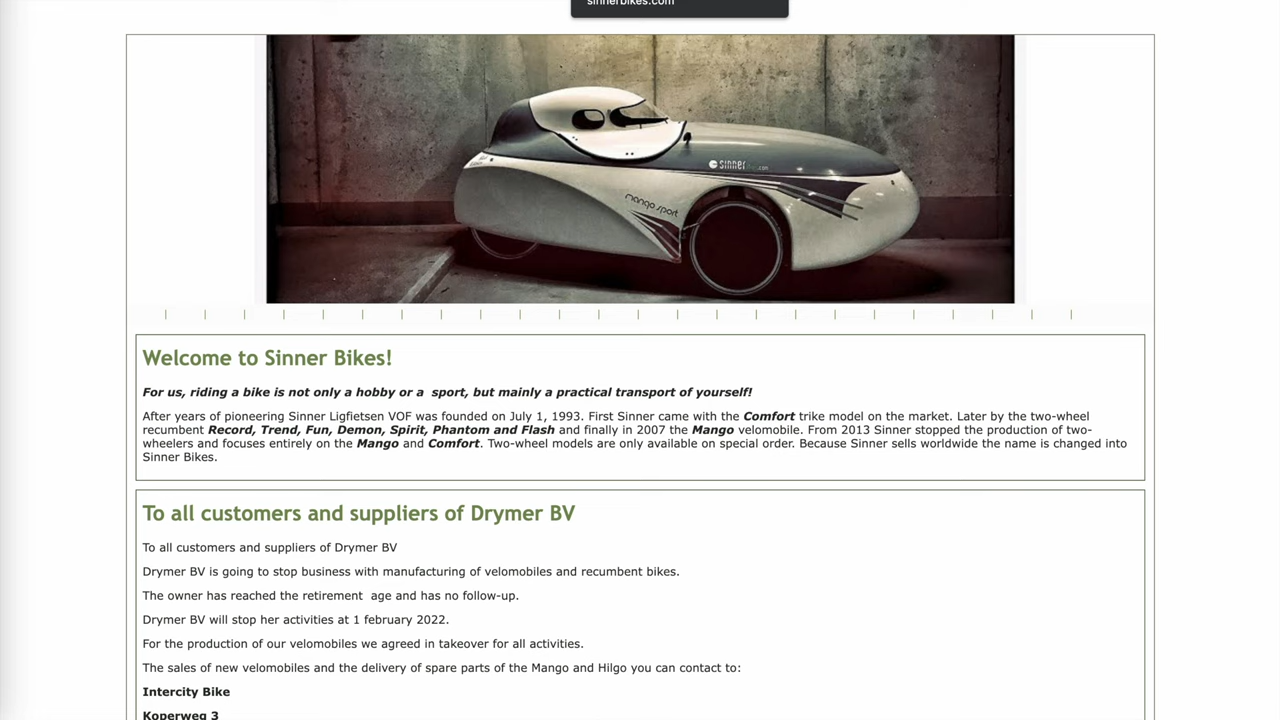 sinnerbikes.com
sinner
mango sport
Welcome to Sinner Bikes!
For us, riding a bike is not only a hobby or a sport, but mainly a practical transport of yourself!
After years of pioneering Sinner Ligfietsen VOF was founded on July 1, 1993. First Sinner came with the Comfort trike model on the market. Later by the two-wheel
recumbent Record, Trend, Fun, Demon, Spirit, Phantom and Flash and finally in 2007 the Mango velomobile. From 2013 Sinner stopped the production of two-
wheelers and focuses entirely on the Mango and Comfort. Two-wheel models are only available on special order. Because Sinner sells worldwide the name is changed into
Sinner Bikes.
To all customers and suppliers of Drymer BV
To all customers and suppliers of Drymer BV
Drymer BV is going to stop business with manufacturing of velomobiles and recumbent bikes.
The owner has reached the retirement age and has no follow-up.
Drymer BV will stop her activities at 1 february 2022.
For the production of our velomobiles we agreed in takeover for all activities.
The sales of new velomobiles and the delivery of spare parts of the Mango and Hilgo you can contact to:
Intercity Bike
Koperweg 3